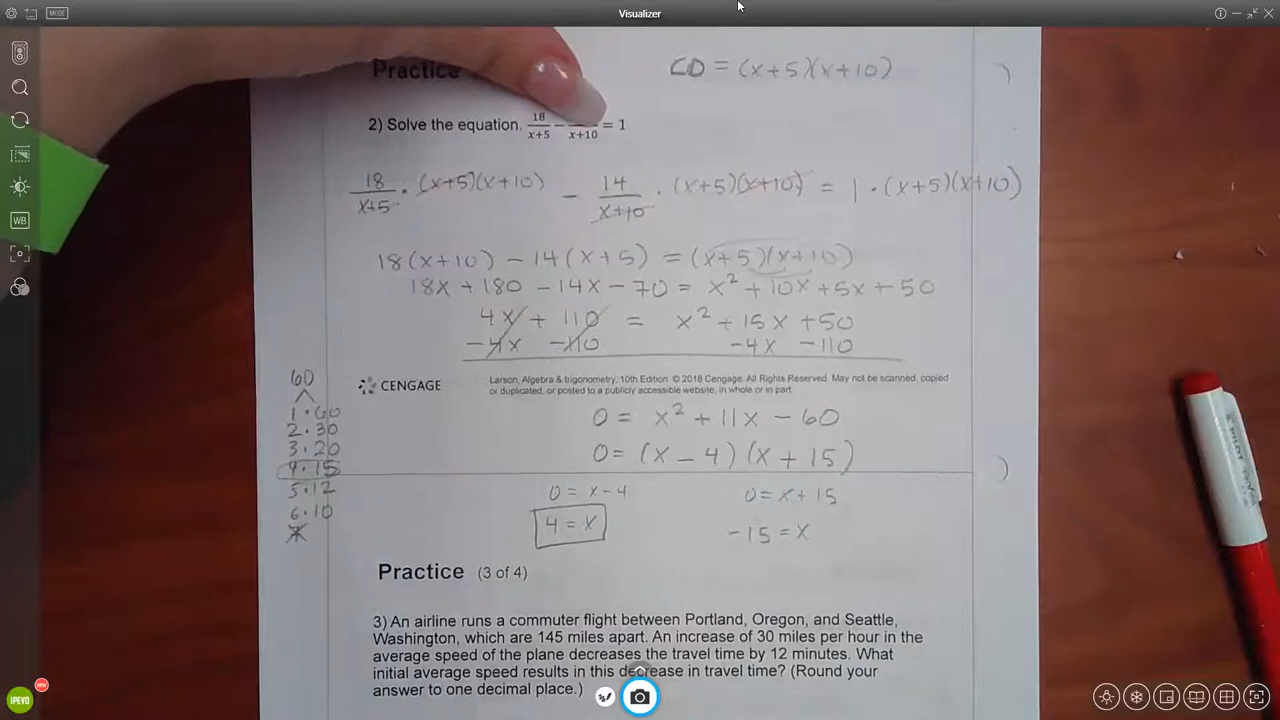 MODE
Visualizer
Practice
CD = (x+5)(x+10)
2) Solve the equation, 18/x+5 - /x+10 = 1
18/x+5 · (x+5)(x+10) - 14/x+10 · (x+5)(x+10) = 1 · (x+5)(x+10)
18(x+10) - 14(x+5) = (x+5)(x+10)
18x + 180 - 14x - 70 = x² + 10x + 5x + 50
4x + 110 = x² + 15x + 50
-4x -110 -4x -110
CENGAGE
Larson, Algebra & trigonometry, 10th Edition. © 2018 Cengage. All Rights Reserved. May not be scanned, copied
or duplicated, or posted to a publicly accessible website, in whole or in part
0 = x² + 11x - 60
0 = (x - 4)(x + 15)
60
1·60
2·30
3·20
4·15
5·12
6·10
0 = x - 4 0 = x + 15
4 = x -15 = x
Practice (3 of 4)
3) An airline runs a commuter flight between Portland, Oregon, and Seattle,
Washington, which are 145 miles apart. An increase of 30 miles per hour in the
average speed of the plane decreases the travel time by 12 minutes. What
initial average speed results in this decrease in travel time? (Round your
answer to one decimal place.)
WB
IPEVO
new
PILOT